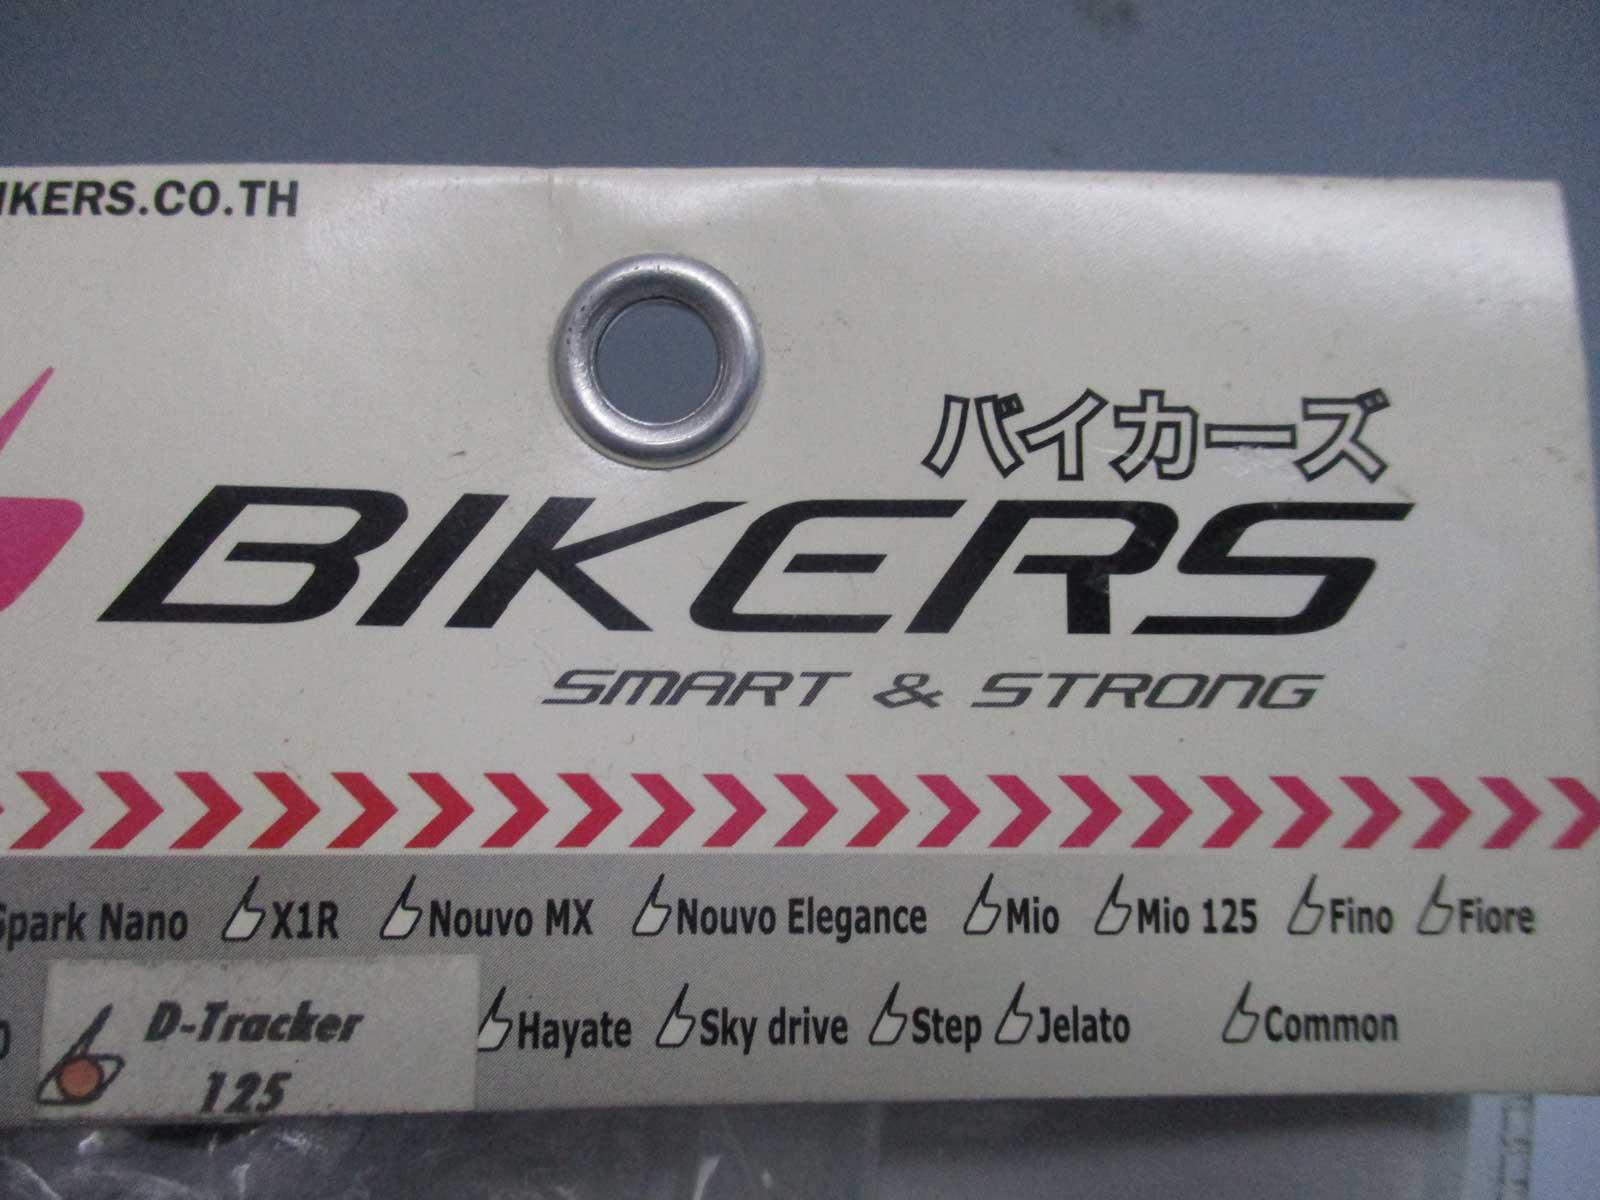 IKERS.CO.TH
バイカーズ
BIKERS
SMART & STRONG
Spark Nano X1R Nouvo MX Nouvo Elegance Mio Mio 125 Fino Fiore
D-Tracker
125
Hayate Sky drive Step Jelato Common